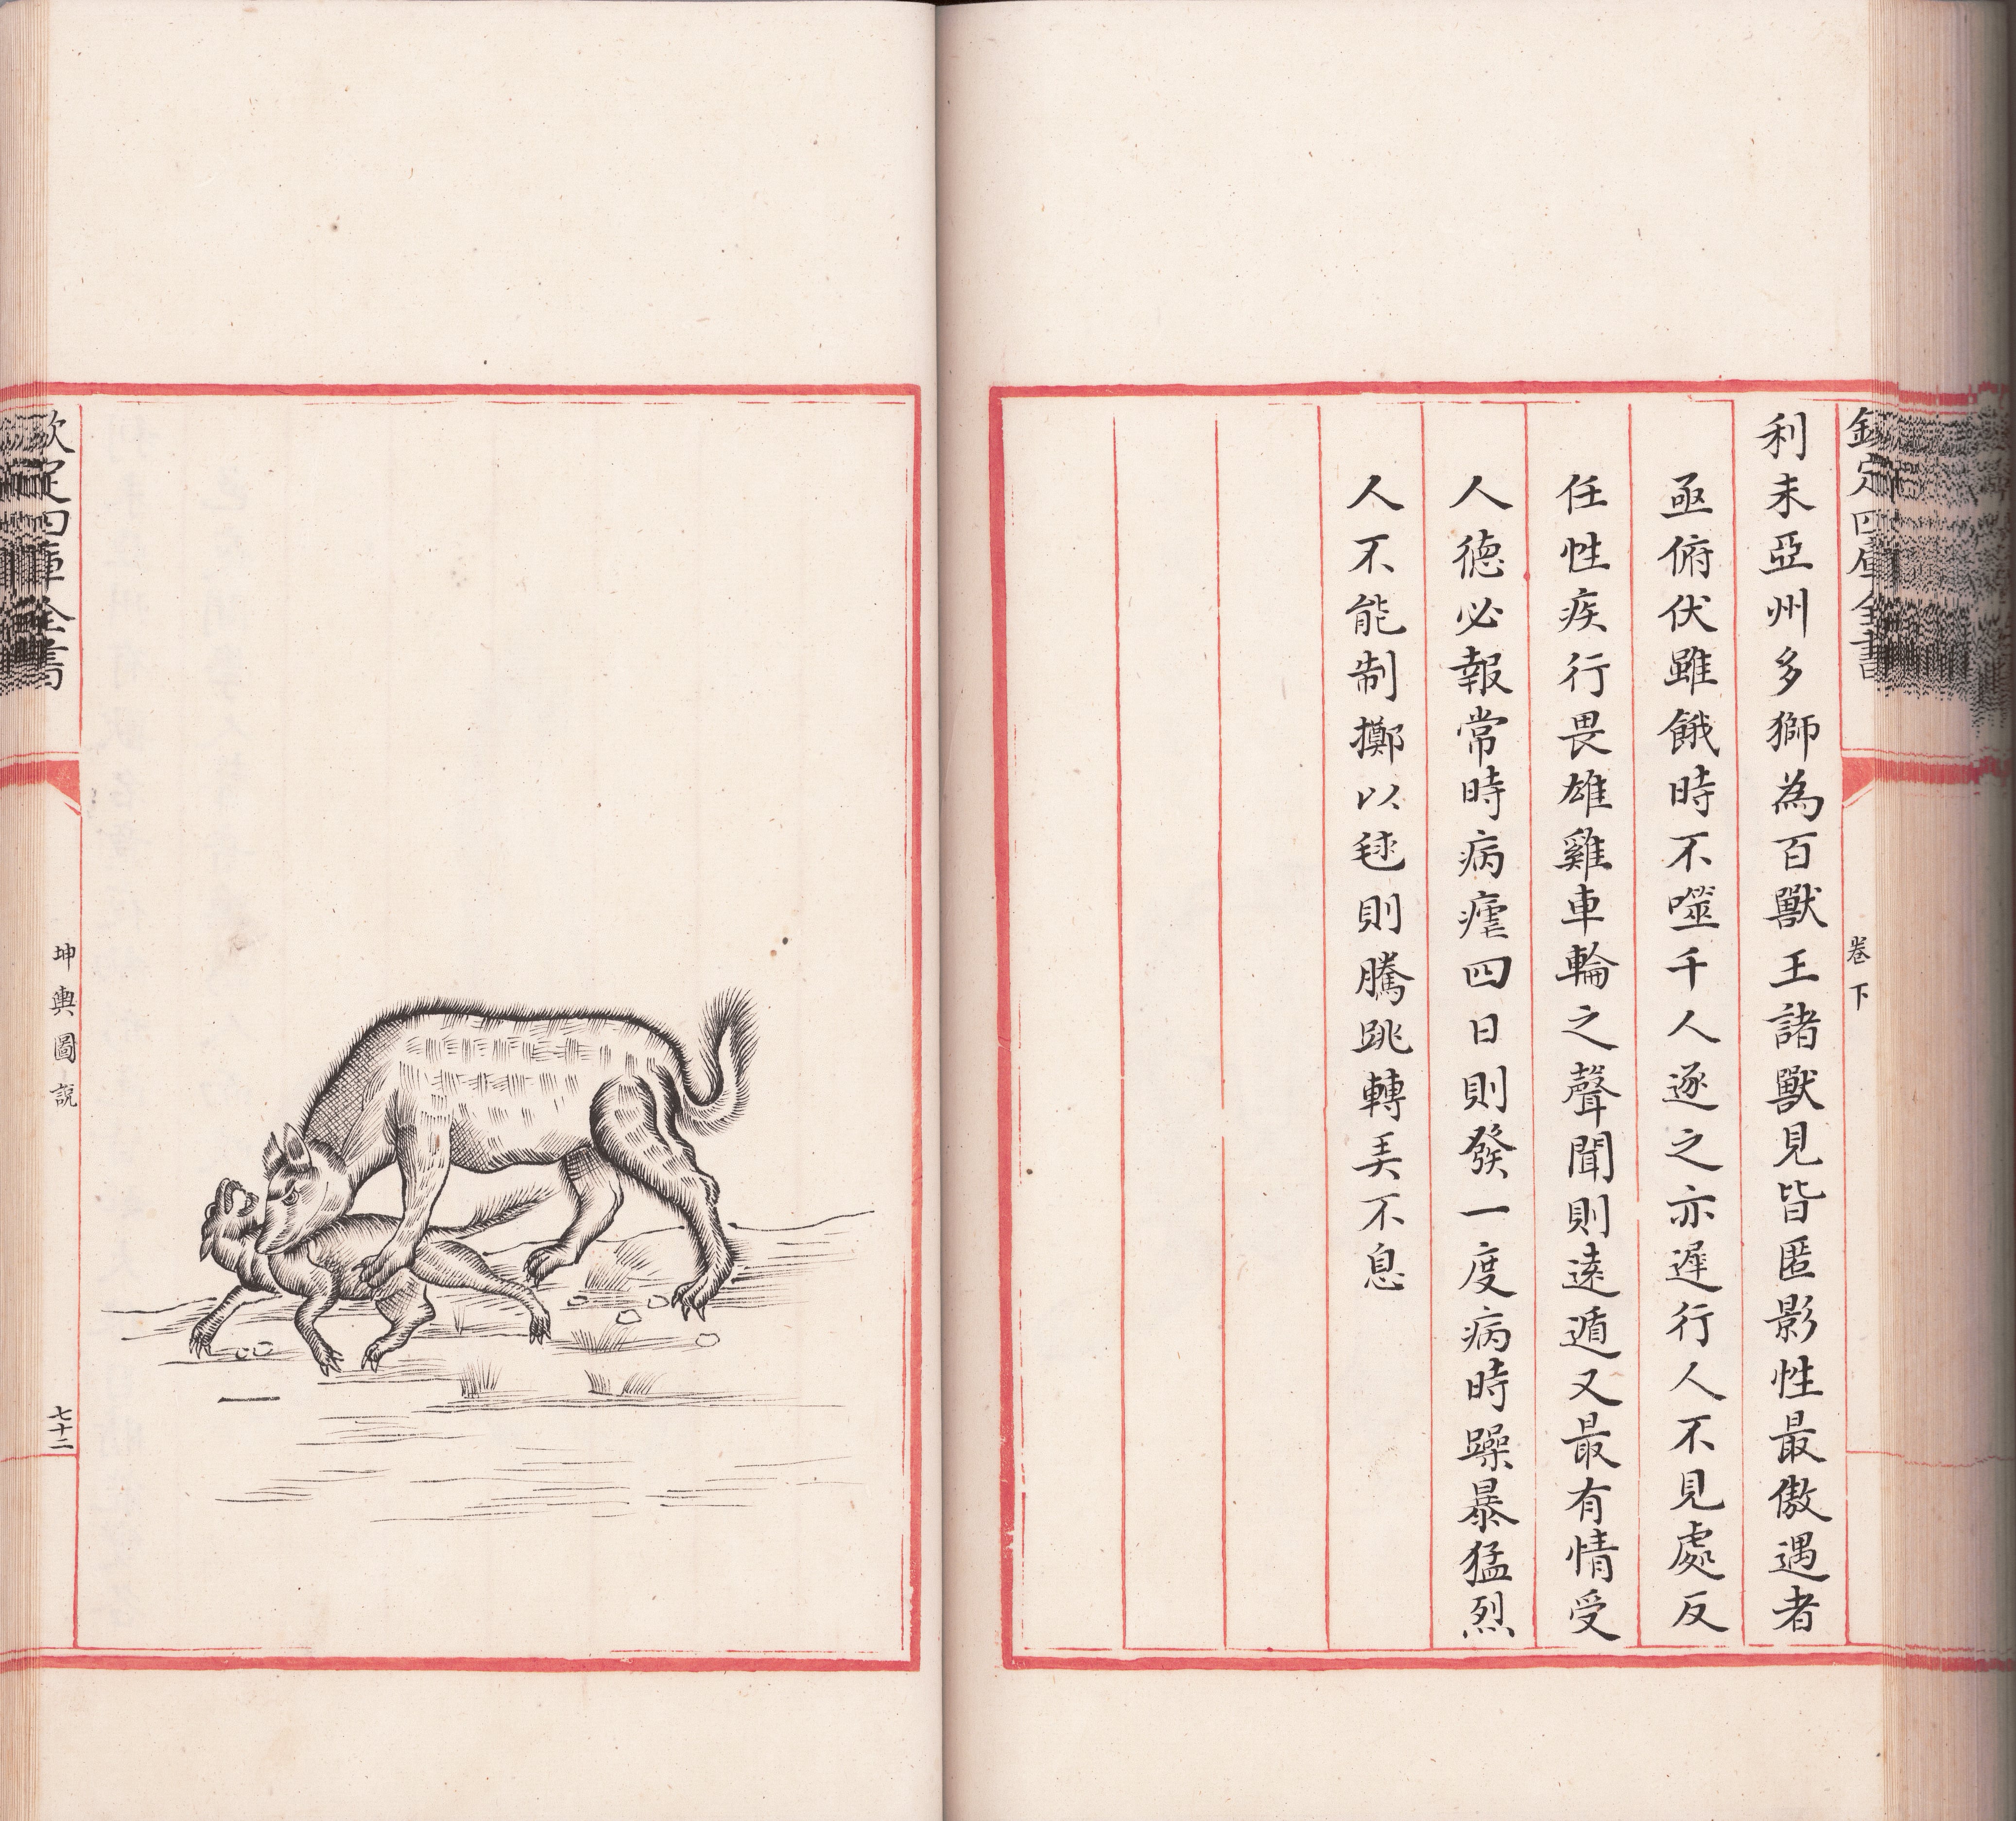 欽定四庫全書
卷下
利未亞州多獅為百獸王諸獸見皆匿影性最傲遇者
亟俯伏雖餓時不噬千人逐之亦遲行人不見處反
任性疾行畏雄雞車輪之聲聞則遠遁又最有情受
人德必報常時病瘧四日則發一度病時躁暴猛烈
人不能制擲以毬則騰跳轉弄不息
欽定四庫全書
坤輿圖説
七十二